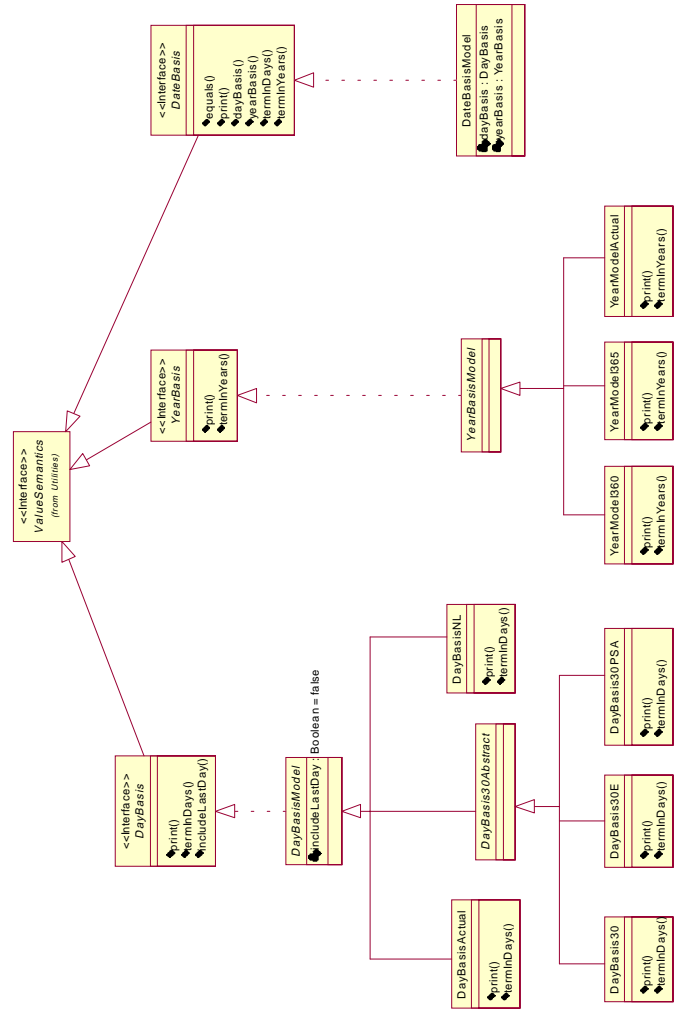 <<Interface>>
ValueSemantics
(from Utilities)
<<Interface>>
DayBasis
print()
termInDays()
includeLastDay()
<<Interface>>
YearBasis
print()
termInYears()
<<Interface>>
DateBasis
equals()
print()
dayBasis()
yearBasis()
termInDays()
termInYears()
DayBasisModel
includeLastDay : Boolean = false
YearBasisModel
DateBasisModel
dayBasis : DayBasis
yearBasis : YearBasis
DayBasisActual
print()
termInDays()
DayBasis30Abstract
DayBasisNL
print()
termInDays()
DayBasis30
print()
termInDays()
DayBasis30E
print()
termInDays()
DayBasis30PSA
print()
termInDays()
YearModel360
print()
termInYears()
YearModel365
print()
termInYears()
YearModelActual
print()
termInYears()